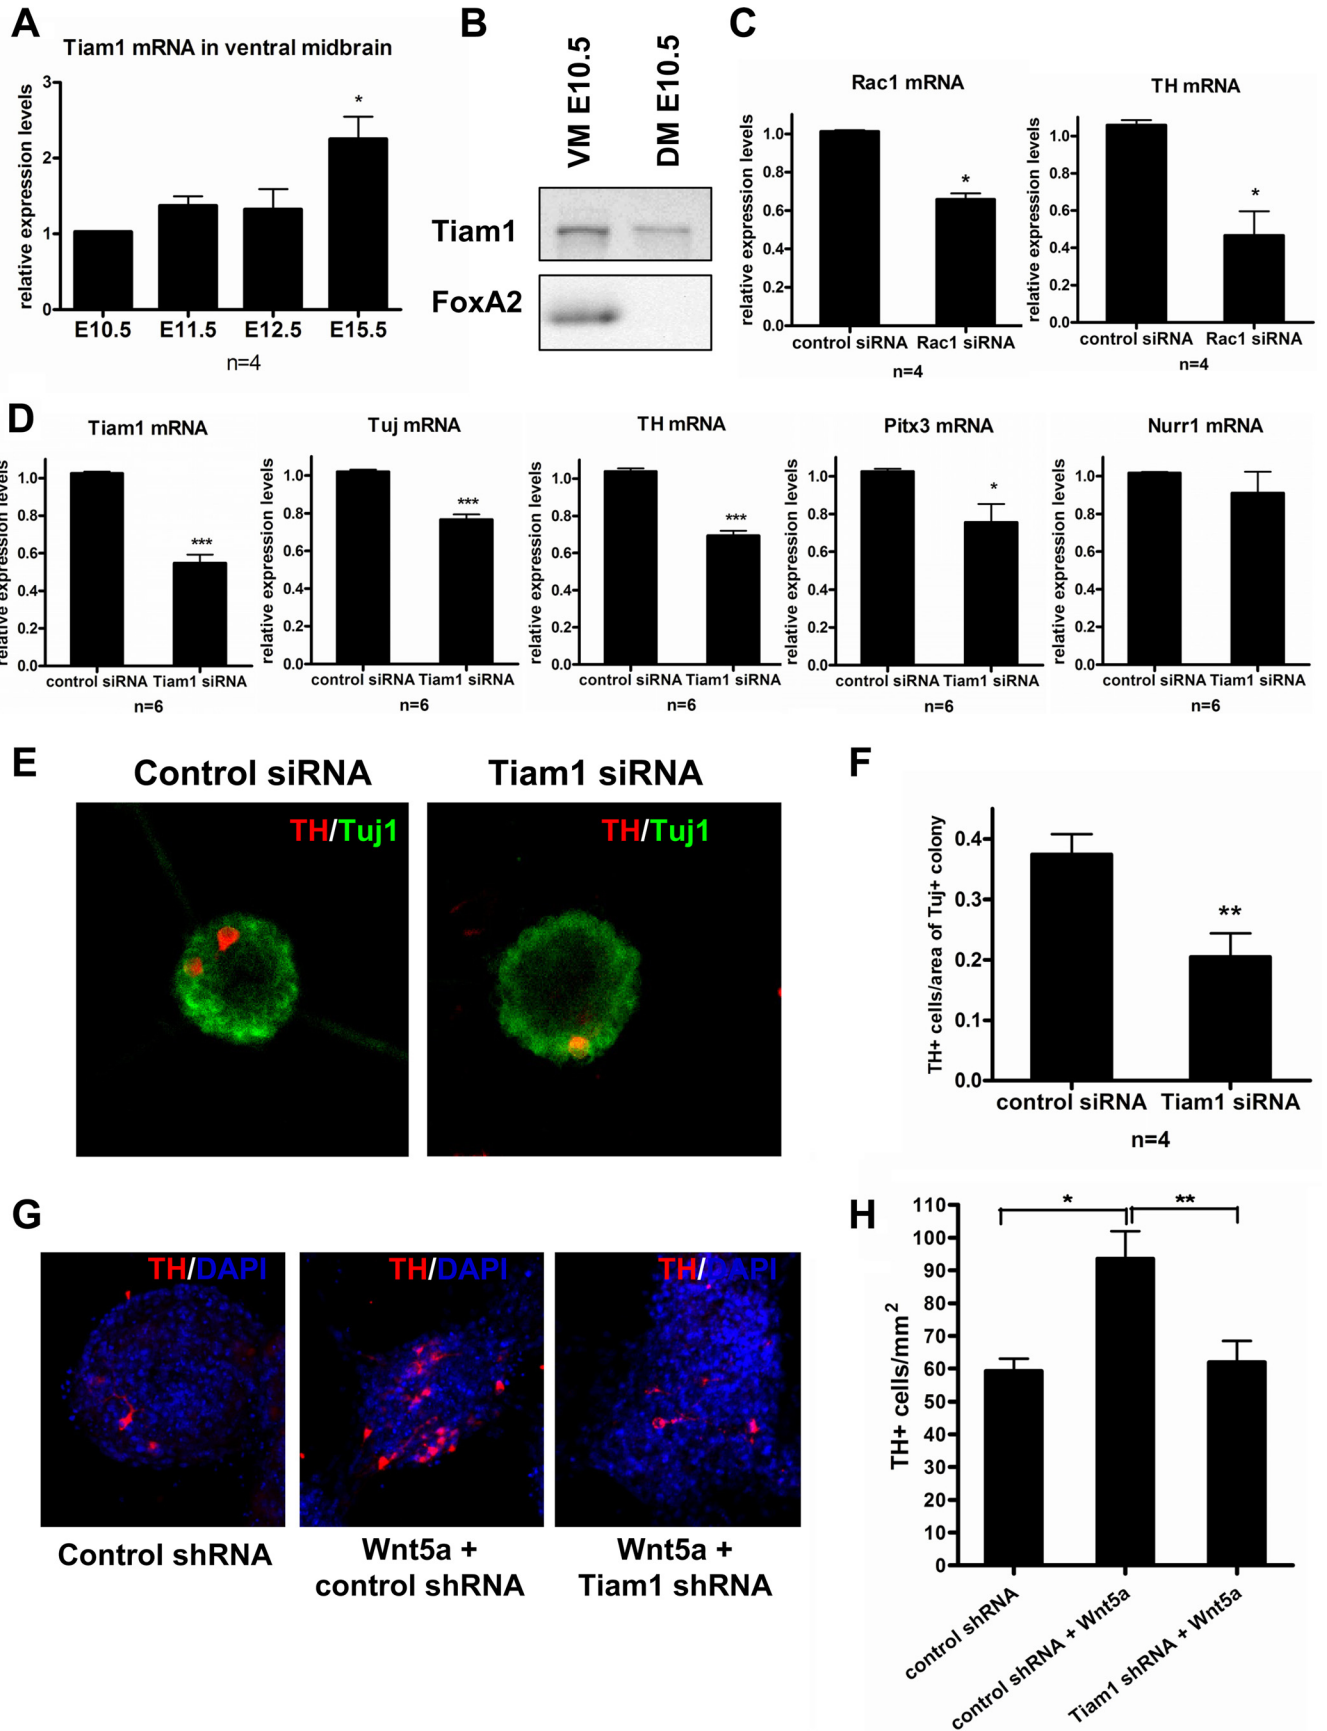 A
Tiam1 mRNA in ventral midbrain
relative expression levels
3
2
1
0
*
E10.5 E11.5 E12.5 E15.5
n=4
B
VM E10.5
DM E10.5
Tiam1
FoxA2
C
Rac1 mRNA
relative expression levels
1.0
0.8
0.6
0.4
0.2
0.0
*
control siRNA Rac1 siRNA
n=4
TH mRNA
relative expression levels
1.0
0.8
0.6
0.4
0.2
0.0
*
control siRNA Rac1 siRNA
n=4
D
Tiam1 mRNA
relative expression levels
1.0
0.8
0.6
0.4
0.2
0.0
***
control siRNA Tiam1 siRNA
n=6
Tuj mRNA
relative expression levels
1.0
0.8
0.6
0.4
0.2
0.0
***
control siRNA Tiam1 siRNA
n=6
TH mRNA
relative expression levels
1.0
0.8
0.6
0.4
0.2
0.0
***
control siRNA Tiam1 siRNA
n=6
Pitx3 mRNA
relative expression levels
1.0
0.8
0.6
0.4
0.2
0.0
*
control siRNA Tiam1 siRNA
n=6
Nurr1 mRNA
relative expression levels
1.0
0.8
0.6
0.4
0.2
0.0
control siRNA Tiam1 siRNA
n=6
E
Control siRNA
TH/Tuj1
Tiam1 siRNA
TH/Tuj1
F
TH+ cells/area of Tuj+ colony
0.4
0.3
0.2
0.1
0.0
**
control siRNA Tiam1 siRNA
n=4
G
TH/DAPI
Control shRNA
TH/DAPI
Wnt5a +
control shRNA
TH/DAPI
Wnt5a +
Tiam1 shRNA
H
TH+ cells/mm2
110
100
90
80
70
60
50
40
30
20
10
0
*
**
control shRNA
control shRNA + Wnt5a
Tiam1 shRNA + Wnt5a